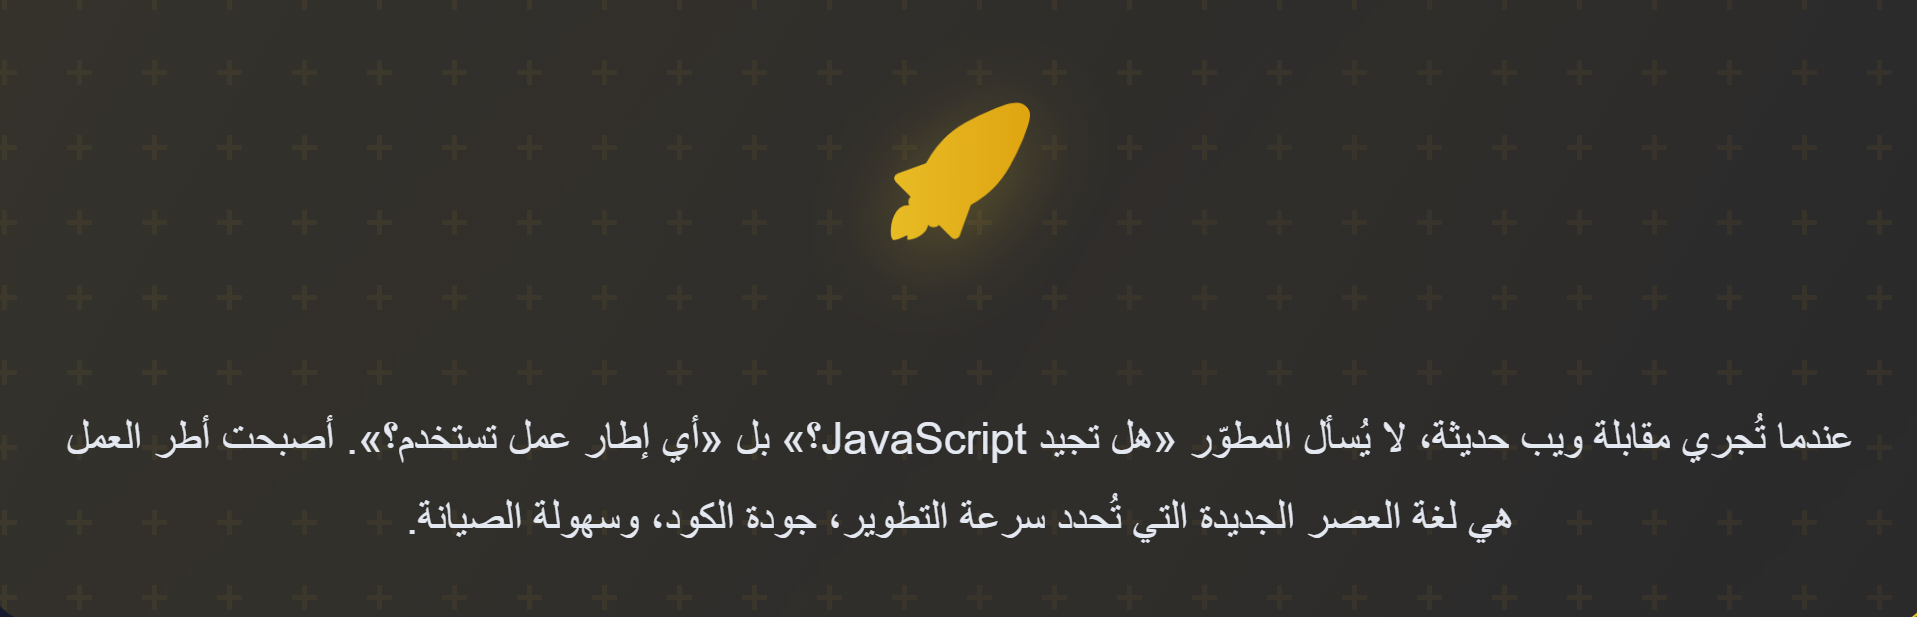 عندما تُجري مقابلة ويب حديثة، لا يُسأل المطوّر «هل تجيد JavaScript؟» بل «أي إطار عمل تستخدم؟». أصبحت أطر العمل
هي لغة العصر الجديدة التي تُحدد سرعة التطوير، جودة الكود، وسهولة الصيانة.